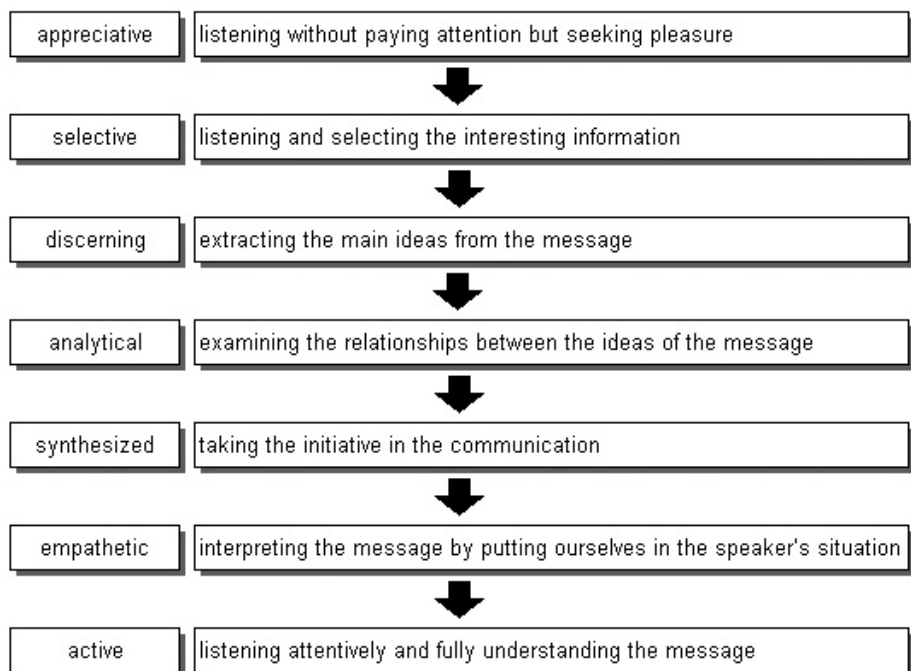 appreciative listening without paying attention but seeking pleasure
selective listening and selecting the interesting information
discerning extracting the main ideas from the message
analytical examining the relationships between the ideas of the message
synthesized taking the initiative in the communication
empathetic interpreting the message by putting ourselves in the speaker's situation
active listening attentively and fully understanding the message